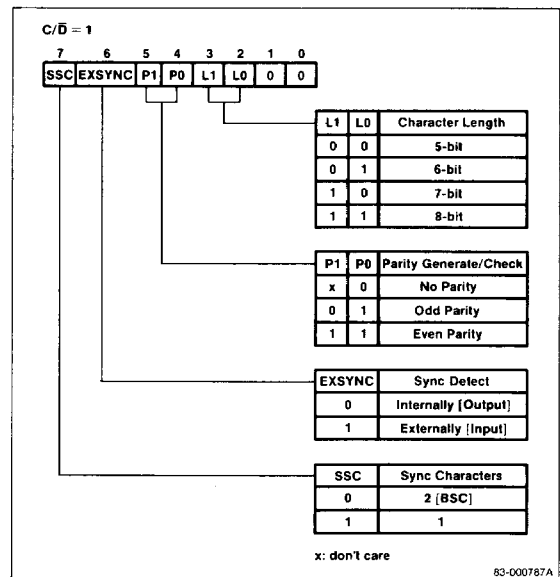 C/D̅ = 1
7 6 5 4 3 2 1 0
SSC EXSYNC P1 P0 L1 L0 0 0
L1 L0 Character Length
0 0 5-bit
0 1 6-bit
1 0 7-bit
1 1 8-bit
P1 P0 Parity Generate/Check
x 0 No Parity
0 1 Odd Parity
1 1 Even Parity
EXSYNC Sync Detect
0 Internally [Output]
1 Externally [Input]
SSC Sync Characters
0 2 [BSC]
1 1
x: don't care
83-000787A